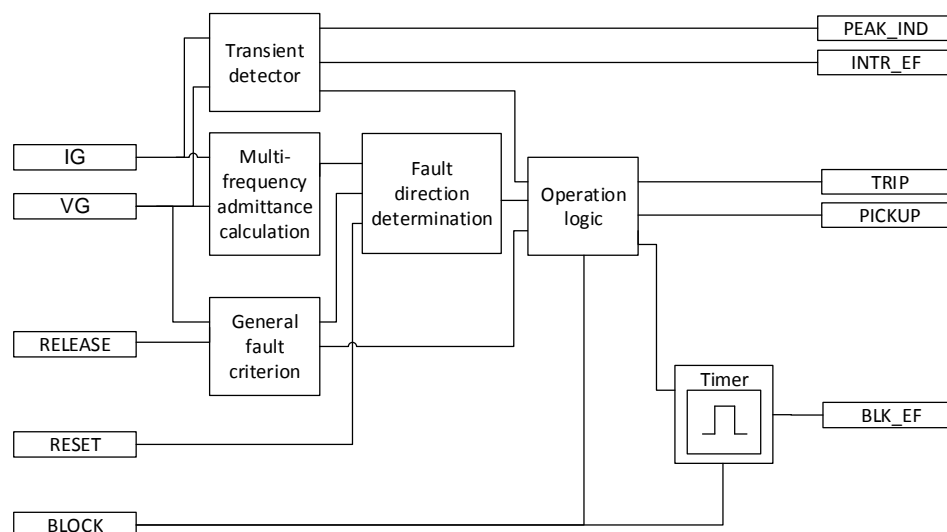 PEAK_IND
Transient
detector
INTR_EF
IG
Multi-
frequency
admittance
calculation
Fault
direction
determination
Operation
logic
TRIP
VG
PICKUP
General
fault
criterion
RELEASE
Timer
BLK_EF
RESET
BLOCK